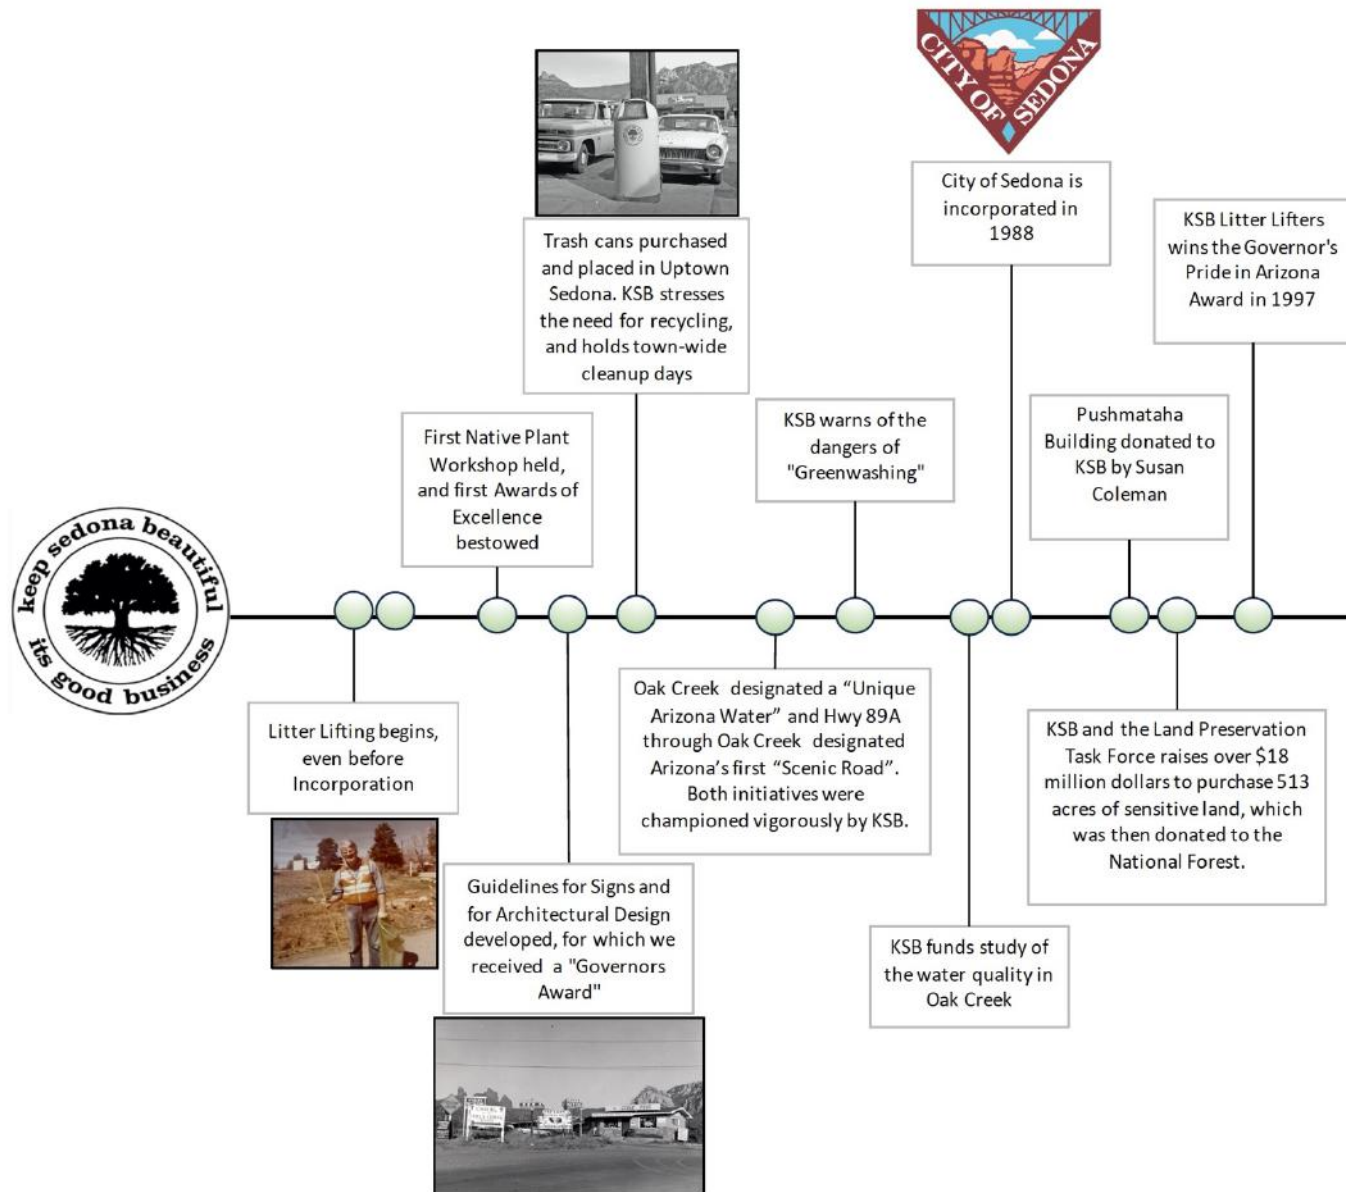 keep sedona beautiful
its good business
Litter Lifting begins,
even before
Incorporation
First Native Plant
Workshop held,
and first Awards of
Excellence
bestowed
Guidelines for Signs and
for Architectural Design
developed, for which we
received a "Governors
Award"
Trash cans purchased
and placed in Uptown
Sedona. KSB stresses
the need for recycling,
and holds town-wide
cleanup days
Oak Creek designated a “Unique
Arizona Water” and Hwy 89A
through Oak Creek designated
Arizona’s first “Scenic Road”.
Both initiatives were
championed vigorously by KSB.
KSB warns of the
dangers of
"Greenwashing"
KSB funds study of
the water quality in
Oak Creek
CITY OF SEDONA
City of Sedona is
incorporated in
1988
Pushmataha
Building donated to
KSB by Susan
Coleman
KSB and the Land Preservation
Task Force raises over $18
million dollars to purchase 513
acres of sensitive land, which
was then donated to the
National Forest.
KSB Litter Lifters
wins the Governor's
Pride in Arizona
Award in 1997